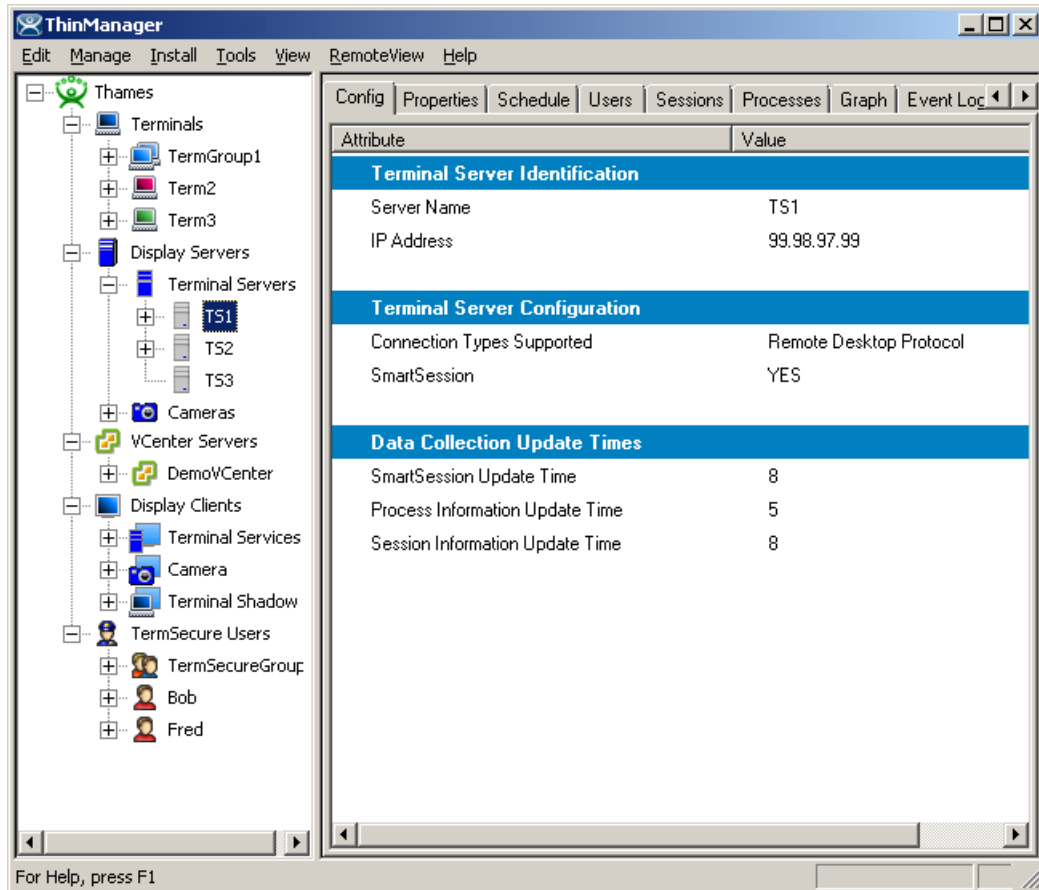 ThinManager
Edit Manage Install Tools View RemoteView Help
Thames
Terminals
TermGroup1
Term2
Term3
Display Servers
Terminal Servers
TS1
TS2
TS3
Cameras
VCenter Servers
DemoVCenter
Display Clients
Terminal Services
Camera
Terminal Shadow
TermSecure Users
TermSecureGroup
Bob
Fred
Config Properties Schedule Users Sessions Processes Graph Event Log
Attribute Value
Terminal Server Identification
Server Name TS1
IP Address 99.98.97.99
Terminal Server Configuration
Connection Types Supported Remote Desktop Protocol
SmartSession YES
Data Collection Update Times
SmartSession Update Time 8
Process Information Update Time 5
Session Information Update Time 8
For Help, press F1